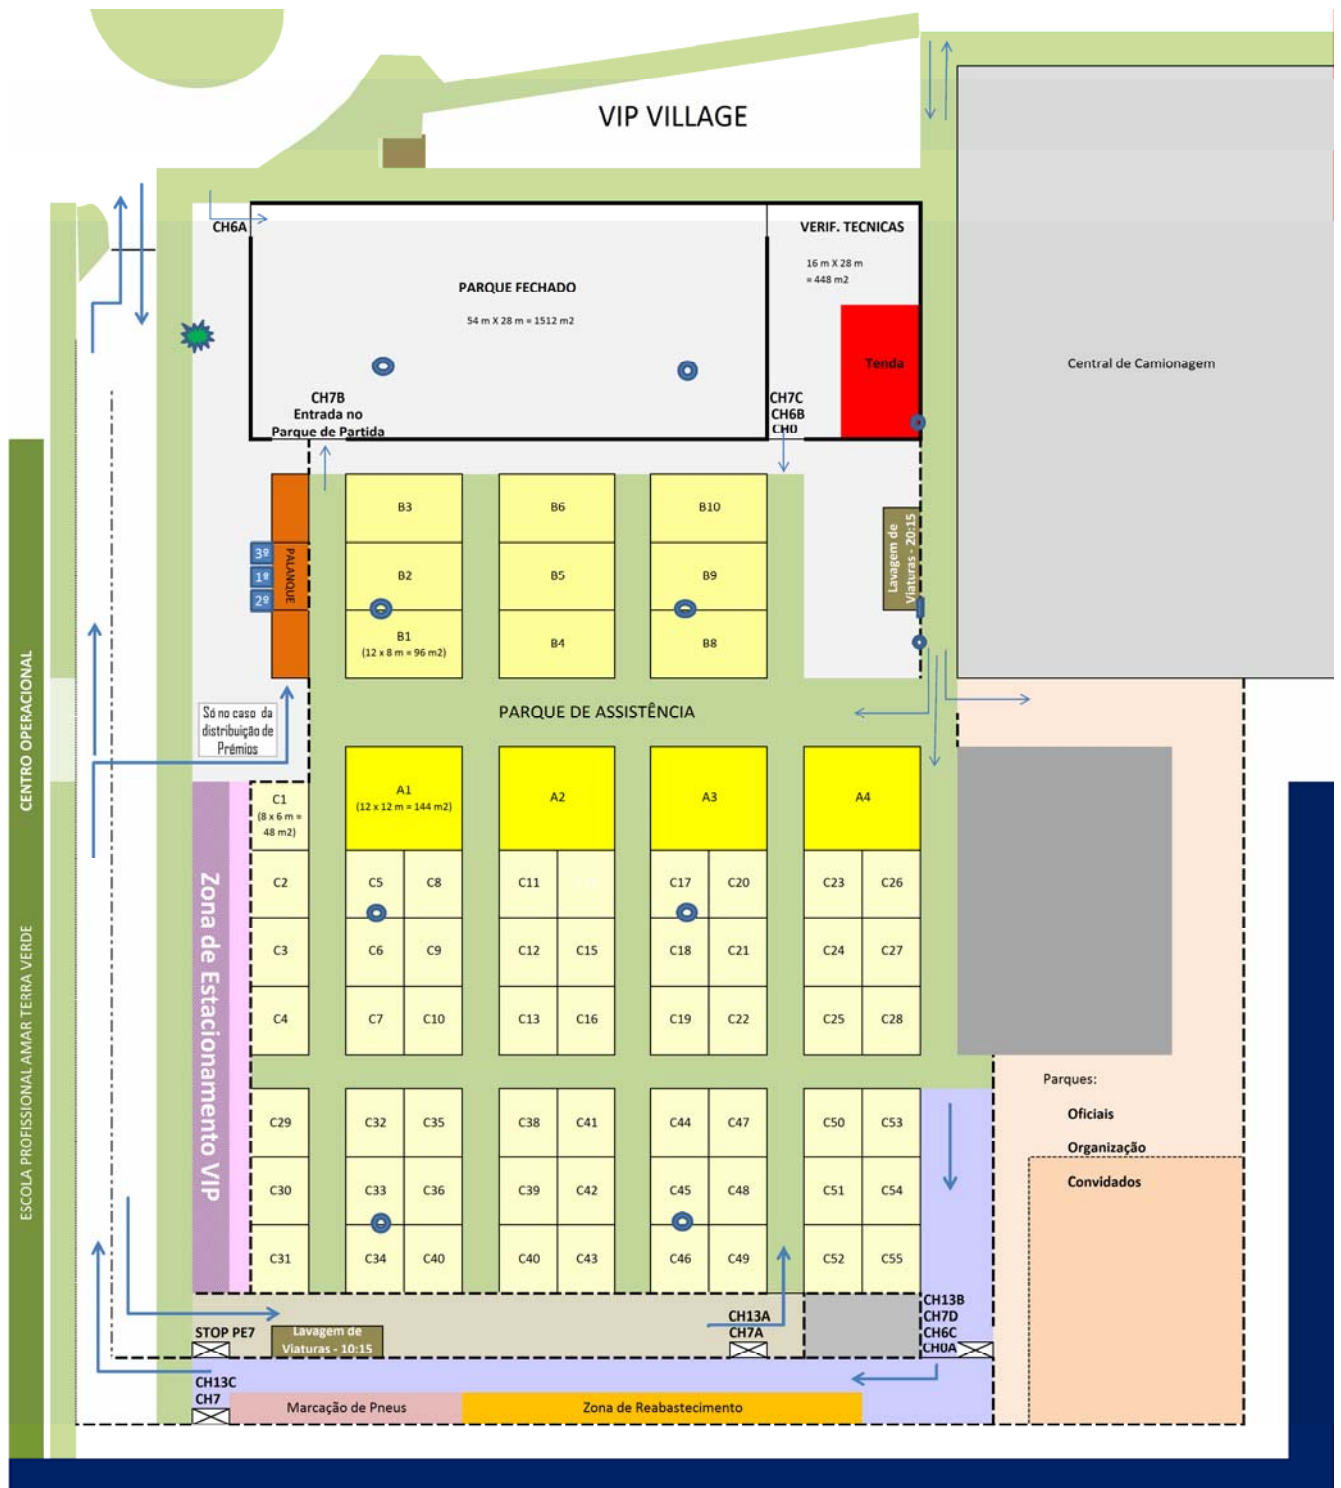 VIP VILLAGE
CH6A
VERIF. TECNICAS
16 m X 28 m
= 448 m2
PARQUE FECHADO
54 m X 28 m = 1512 m2
Tenda
Central de Camionagem
CH7B
Entrada no
Parque de Partida
CH7C
CH6B
CH0
B3
B6
B10
3º
1º
2º
PALANQUE
B2
B5
B9
Lavagem de
Viaturas - 20:15
B1
(12 x 8 m = 96 m2)
B4
B8
CENTRO OPERACIONAL
ESCOLA PROFISSIONAL AMAR TERRA VERDE
Só no caso da
distribuição de
Prémios
PARQUE DE ASSISTÊNCIA
C1
(8 x 6 m =
48 m2)
A1
(12 x 12 m = 144 m2)
A2
A3
A4
Zona de Estacionamento VIP
C2
C5
C8
C11
C17
C20
C23
C26
C3
C6
C9
C12
C15
C18
C21
C24
C27
C4
C7
C10
C13
C16
C19
C22
C25
C28
Parques:
Oficiais
Organização
Convidados
C29
C32
C35
C38
C41
C44
C47
C50
C53
C30
C33
C36
C39
C42
C45
C48
C51
C54
C31
C34
C40
C40
C43
C46
C49
C52
C55
STOP PE7
Lavagem de
Viaturas - 10:15
CH13A
CH7A
CH13B
CH7D
CH6C
CH0A
CH13C
CH7
Marcação de Pneus
Zona de Reabastecimento